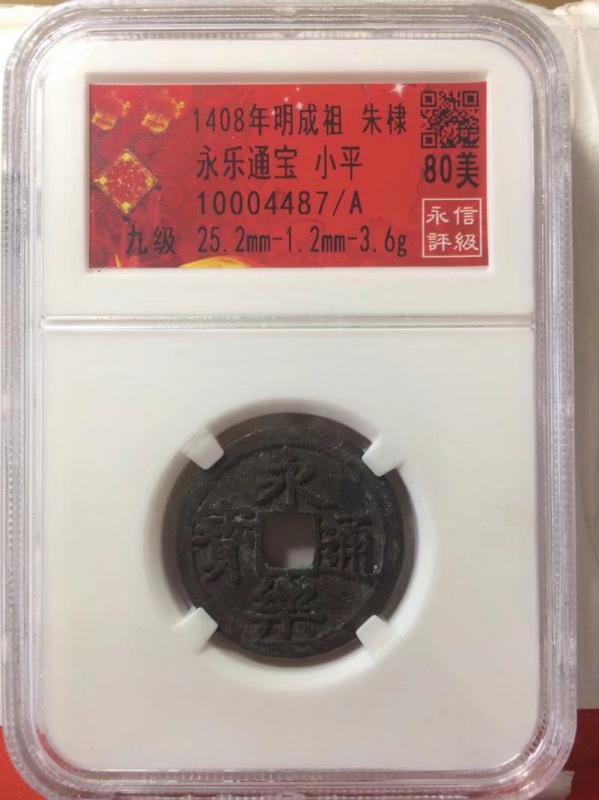 1408年明成祖 朱棣
永乐通宝 小平
80美
10004487/A
九级 25.2mm-1.2mm-3.6g
永信
評級
永樂通寳